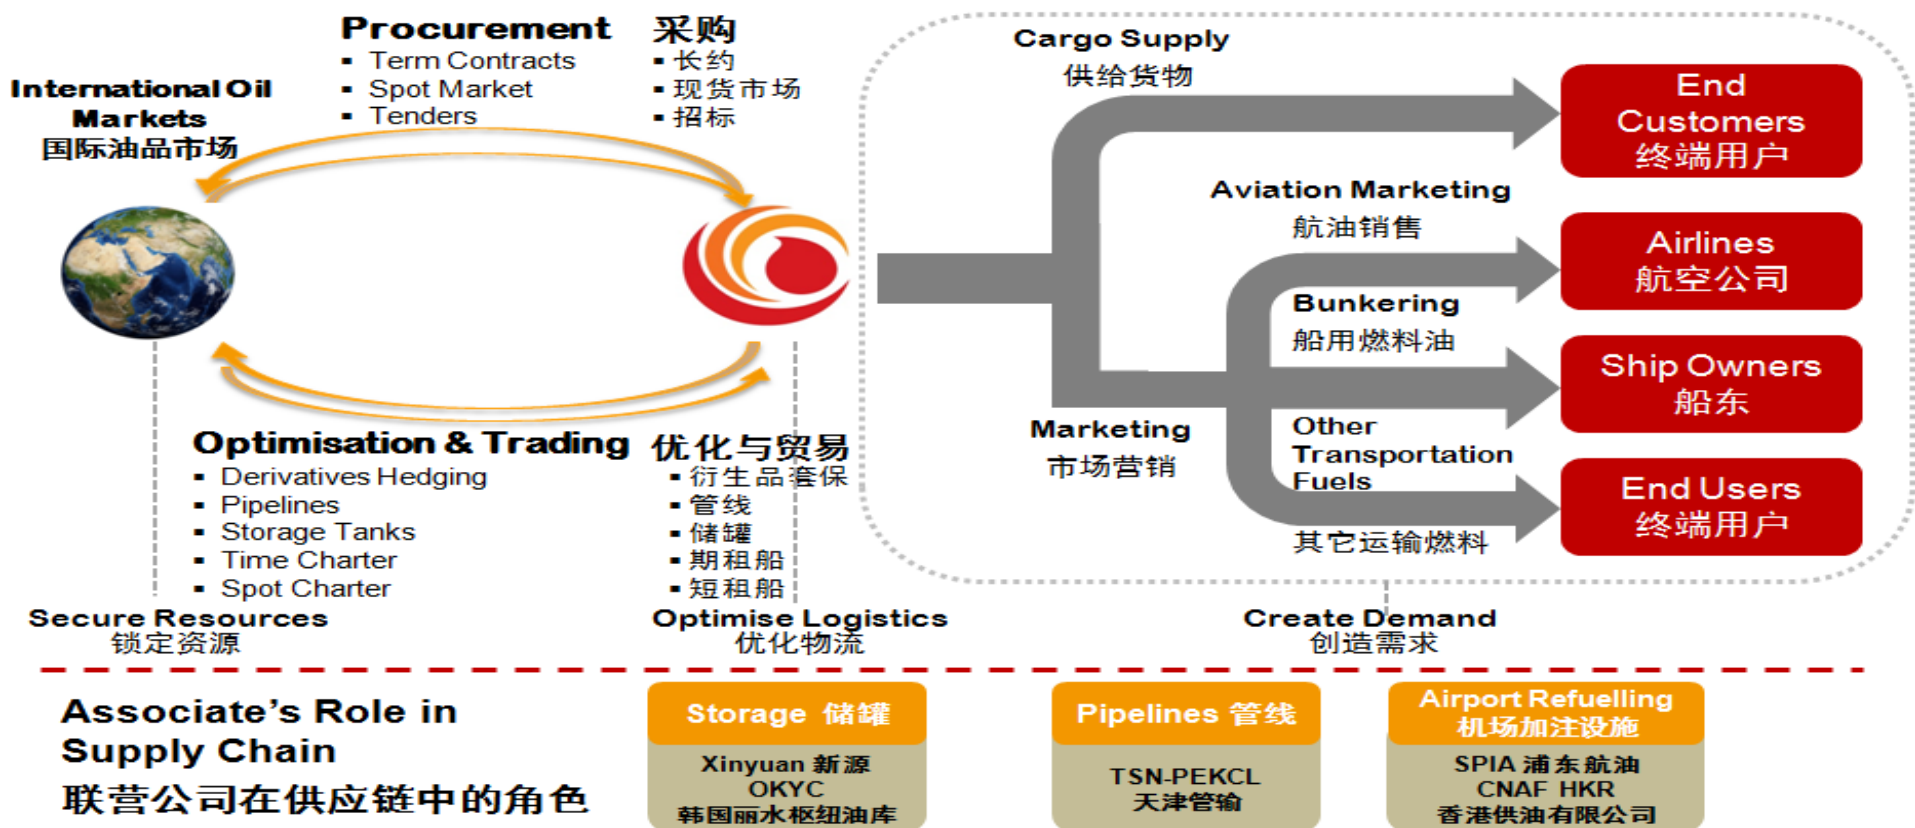 Procurement
▪ Term Contracts
▪ Spot Market
▪ Tenders
采购
▪ 长约
▪ 现货市场
▪ 招标
International Oil
Markets
国际油品市场
Optimisation & Trading
▪ Derivatives Hedging
▪ Pipelines
▪ Storage Tanks
▪ Time Charter
▪ Spot Charter
优化与贸易
▪ 衍生品套保
▪ 管线
▪ 储罐
▪ 期租船
▪ 短租船
Cargo Supply
供给货物
End
Customers
终端用户
Aviation Marketing
航油销售
Airlines
航空公司
Bunkering
船用燃料油
Ship Owners
船东
Marketing
市场营销
Other
Transportation
Fuels
其它运输燃料
End Users
终端用户
Secure Resources
锁定资源
Optimise Logistics
优化物流
Create Demand
创造需求
Associate’s Role in
Supply Chain
联营公司在供应链中的角色
Storage 储罐
Xinyuan 新源
OKYC
韩国丽水枢纽油库
Pipelines 管线
TSN-PEKCL
天津管输
Airport Refuelling
机场加注设施
SPIA 浦东航油
CNAF HKR
香港供油有限公司